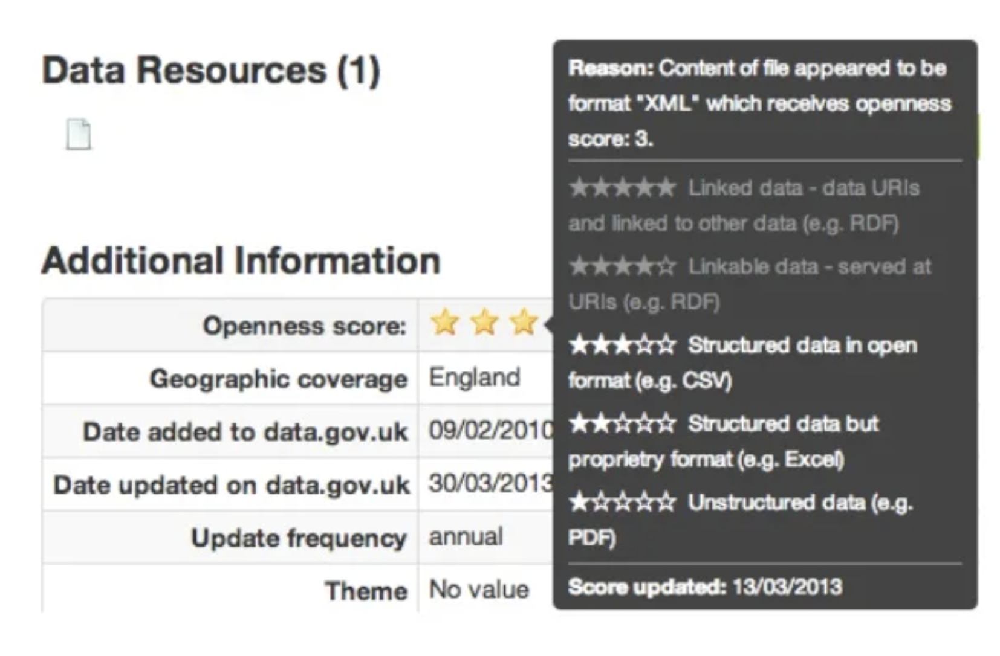 Data Resources (1)
Additional Information
Openness score:
Geographic coverage England
Date added to data.gov.uk 09/02/2010
Date updated on data.gov.uk 30/03/2013
Update frequency annual
Theme No value
Reason: Content of file appeared to be
format "XML" which receives openness
score: 3.
★★★★★ Linked data - data URIs
and linked to other data (e.g. RDF)
★★★★☆ Linkable data - served at
URIs (e.g. RDF)
★★★☆☆ Structured data in open
format (e.g. CSV)
★★☆☆☆ Structured data but
proprietry format (e.g. Excel)
★☆☆☆☆ Unstructured data (e.g.
PDF)
Score updated: 13/03/2013